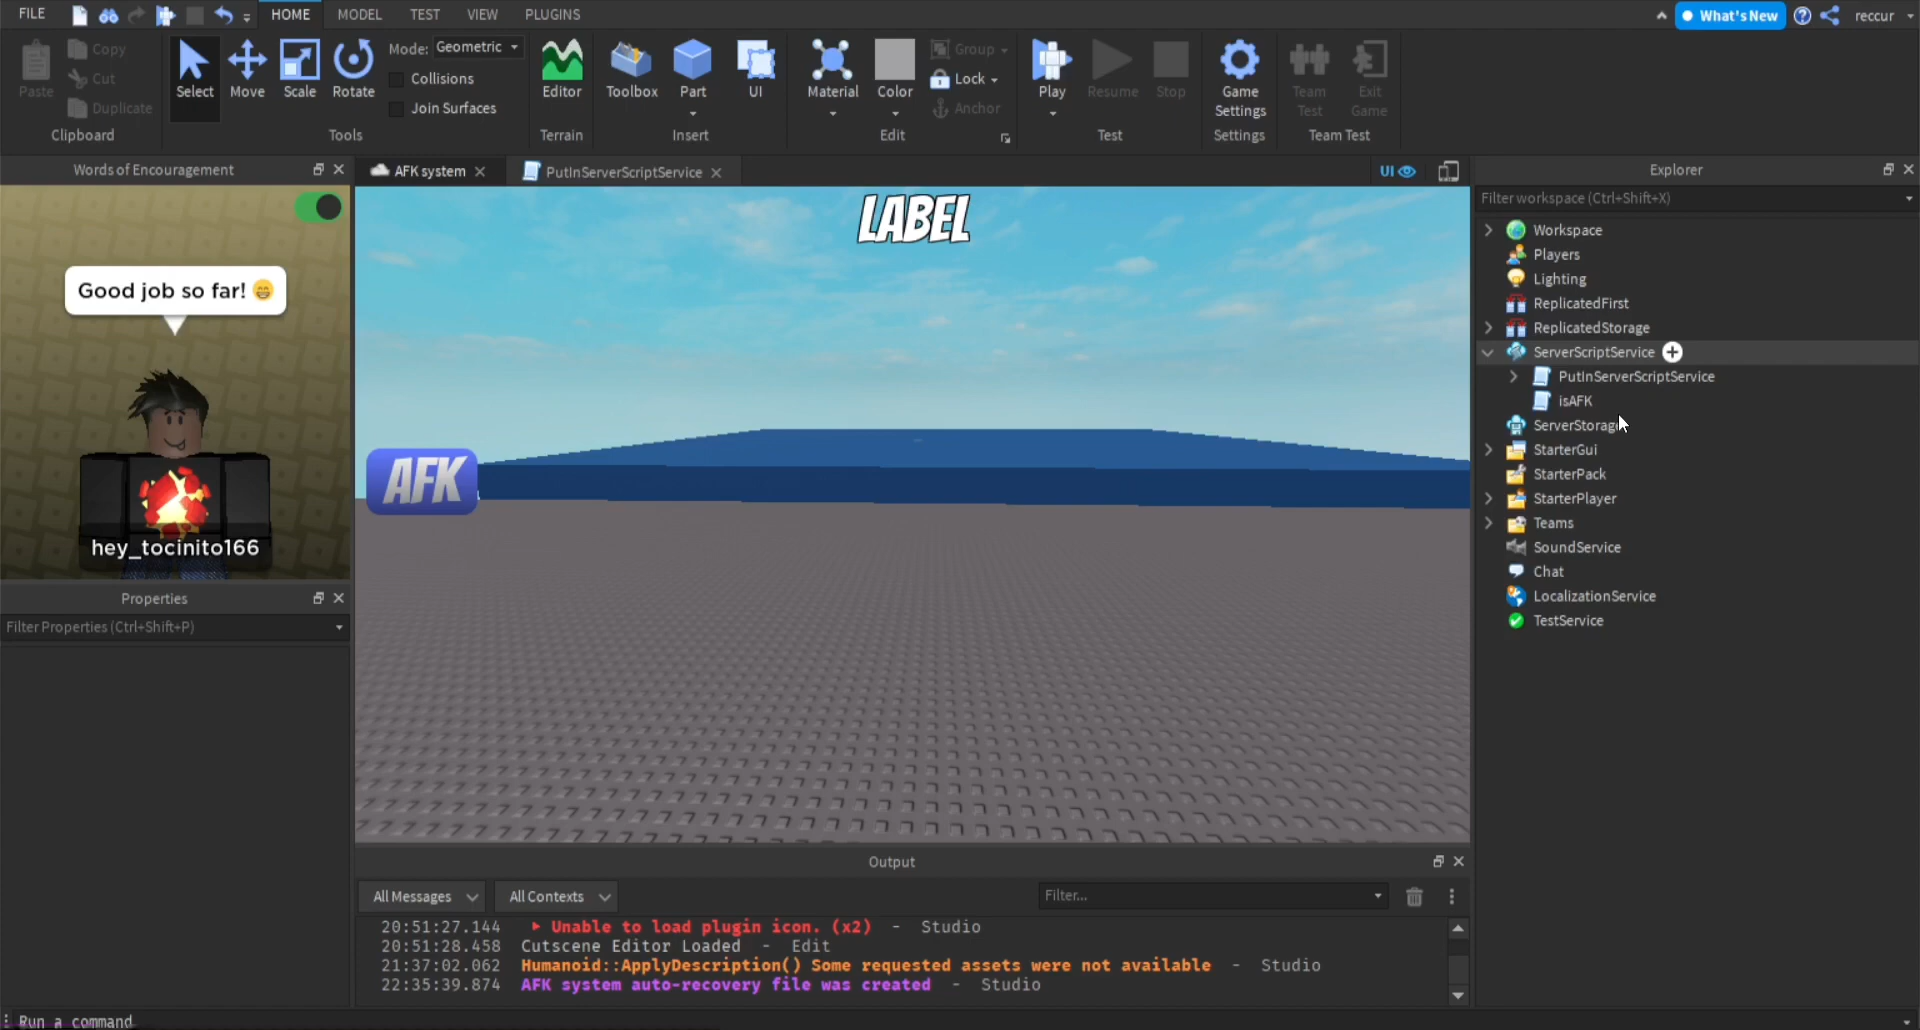 FILE
HOME
MODEL
TEST
VIEW
PLUGINS
What's New
reccur
Paste
Copy
Cut
Duplicate
Clipboard
Select
Move
Scale
Rotate
Mode: Geometric
Collisions
Join Surfaces
Tools
Editor
Terrain
Toolbox
Part
UI
Insert
Material
Color
Group
Lock
Anchor
Edit
Play
Resume
Stop
Test
Game
Settings
Settings
Team
Test
Exit
Game
Team Test
Words of Encouragement
Good job so far! 😁
hey_tocinito166
Properties
Filter Properties (Ctrl+Shift+P)
AFK system
PutInServerScriptService
UI
LABEL
AFK
Output
All Messages
All Contexts
Filter...
20:51:27.144 ▶ Unable to load plugin icon. (x2) - Studio
20:51:28.458 Cutscene Editor Loaded - Edit
21:37:02.062 Humanoid::ApplyDescription() Some requested assets were not available - Studio
22:35:39.874 AFK system auto-recovery file was created - Studio
Run a command
Explorer
Filter workspace (Ctrl+Shift+X)
Workspace
Players
Lighting
ReplicatedFirst
ReplicatedStorage
ServerScriptService
PutInServerScriptService
isAFK
ServerStorage
StarterGui
StarterPack
StarterPlayer
Teams
SoundService
Chat
LocalizationService
TestService